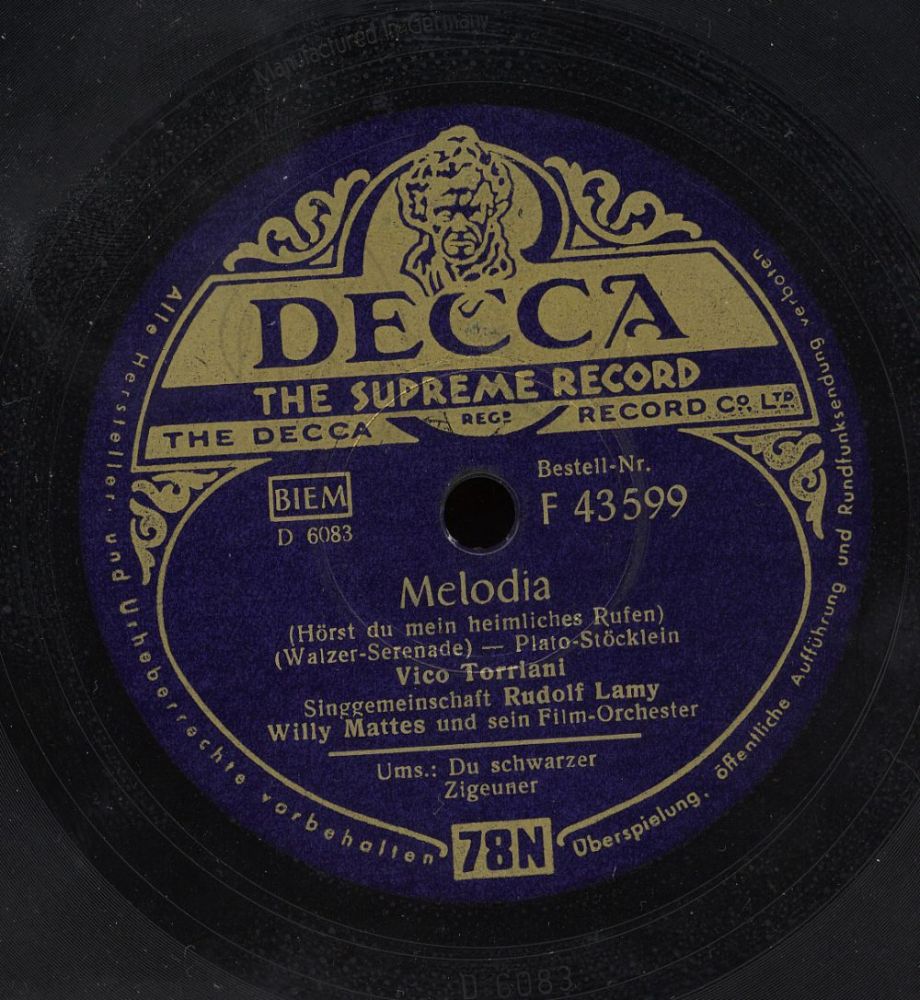 Manufactured in Germany
DECCA
THE SUPREME RECORD
THE DECCA REGD RECORD CO. LTD.
BIEM
D 6083
Bestell-Nr.
F 43599
Melodia
(Hörst du mein heimliches Rufen)
(Walzer-Serenade) — Plato-Stöcklein
Vico Torriani
Singgemeinschaft Rudolf Lamy
Willy Mattes und sein Film-Orchester
Ums.: Du schwarzer
Zigeuner
78N
Alle Hersteller- und Urheberrechte vorbehalten
Überspielung, öffentliche Aufführung und Rundfunksendung verboten
D 6083